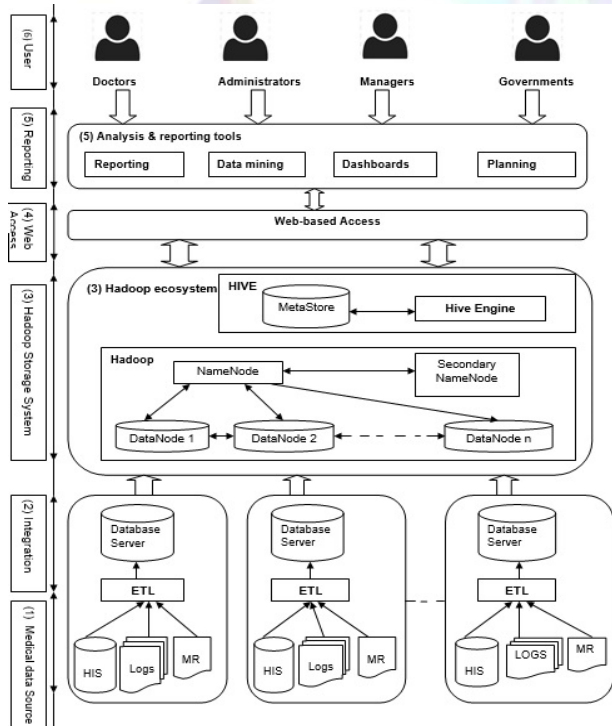 (6) User
Doctors
Administrators
Managers
Governments
(5) Reporting
(5) Analysis & reporting tools
Reporting
Data mining
Dashboards
Planning
(4) Web
Access
Web-based Access
(3) Hadoop Storage System
(3) Hadoop ecosystem
HIVE
MetaStore
Hive Engine
Hadoop
NameNode
Secondary
NameNode
DataNode 1
DataNode 2
DataNode n
(2) Integration
Database
Server
Database
Server
Database
Server
ETL
ETL
ETL
(1) Medical data Source
HIS
Logs
MR
HIS
Logs
MR
HIS
LOGS
MR